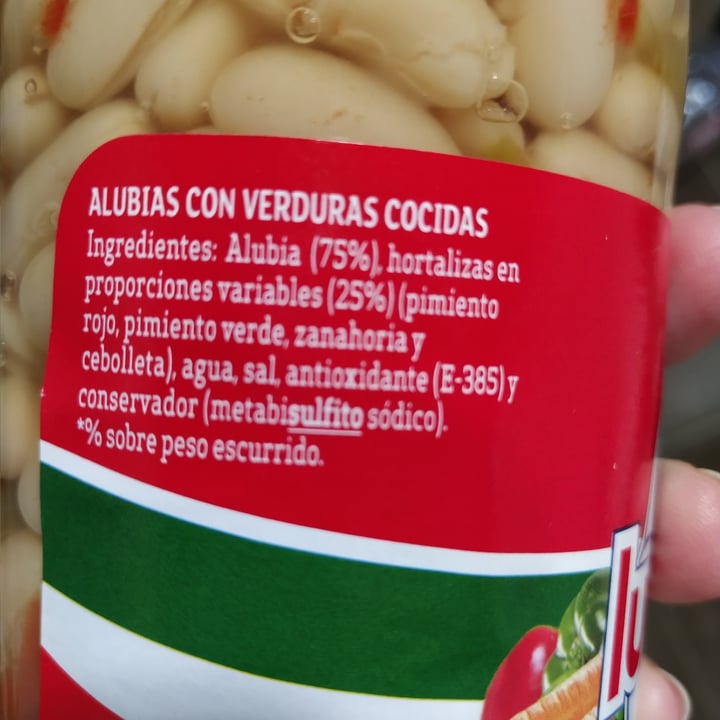 ALUBIAS CON VERDURAS COCIDAS
Ingredientes: Alubia (75%), hortalizas en
proporciones variables (25%) (pimiento
rojo, pimiento verde, zanahoria y
cebolleta), agua, sal, antioxidante (E-385) y
conservador (metabisulfito sódico).
*% sobre peso escurrido.